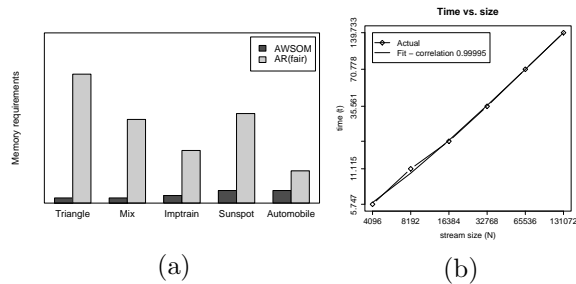 Memory requirements
AWSOM
AR(fair)
Triangle Mix Imptrain Sunspot Automobile
(a)
Time vs. size
time (t)
139.733
70.778
35.561
11.115
5.747
Actual
Fit – correlation 0.99995
4096 8192 16384 32768 65536 131072
stream size (N)
(b)